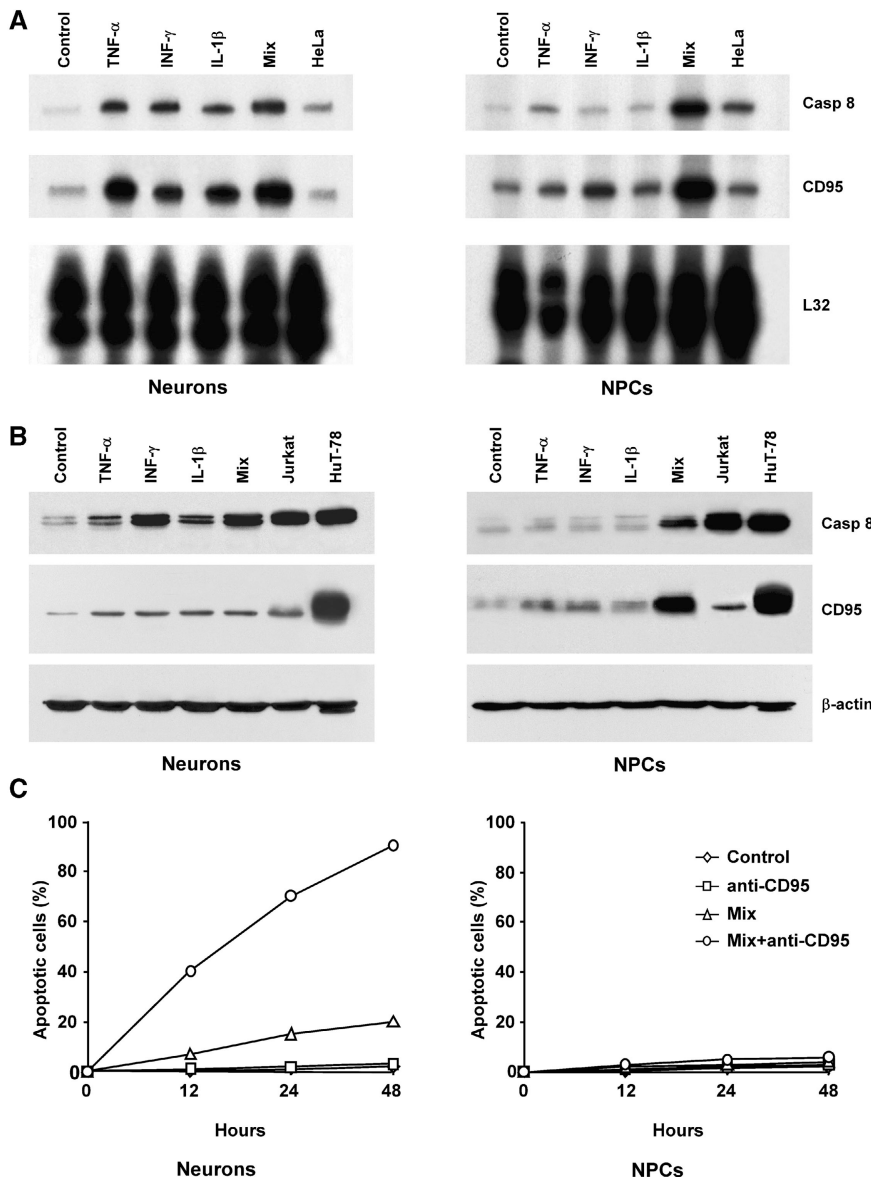 A
Control TNF-α INF-γ IL-1β Mix HeLa
Control TNF-α INF-γ IL-1β Mix HeLa
Casp 8
CD95
L32
Neurons
NPCs
B
Control TNF-α INF-γ IL-1β Mix Jurkat HuT-78
Control TNF-α INF-γ IL-1β Mix Jurkat HuT-78
Casp 8
CD95
β-actin
Neurons
NPCs
C
Apoptotic cells (%)
100
80
60
40
20
0
0 12 24 48
Hours
Neurons
Apoptotic cells (%)
100
80
60
40
20
0
0 12 24 48
Hours
NPCs
Control
anti-CD95
Mix
Mix+anti-CD95